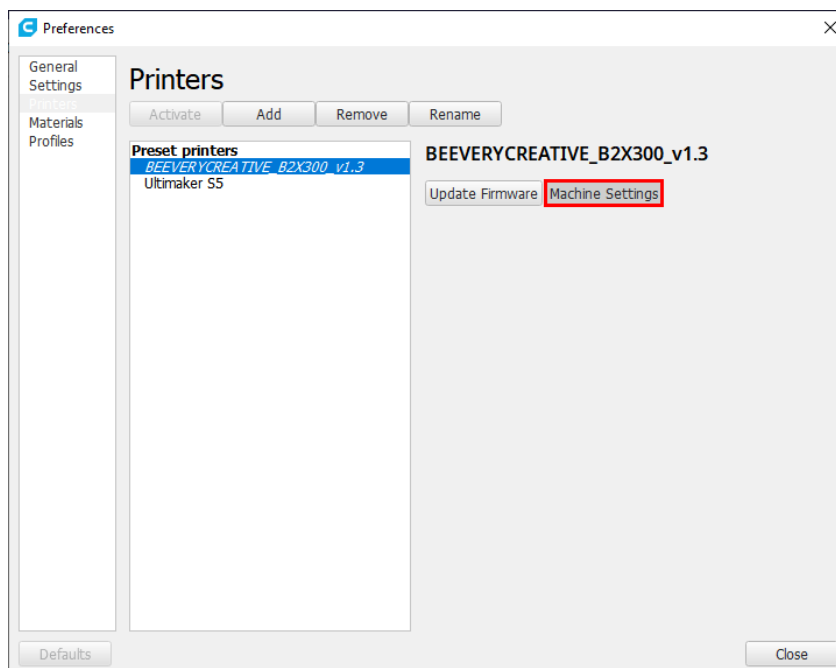 Preferences
General
Settings
Printers
Materials
Profiles
Printers
Activate Add Remove Rename
Preset printers
BEEVERYCREATIVE_B2X300_v1.3
Ultimaker S5
BEEVERYCREATIVE_B2X300_v1.3
Update Firmware Machine Settings
Defaults Close